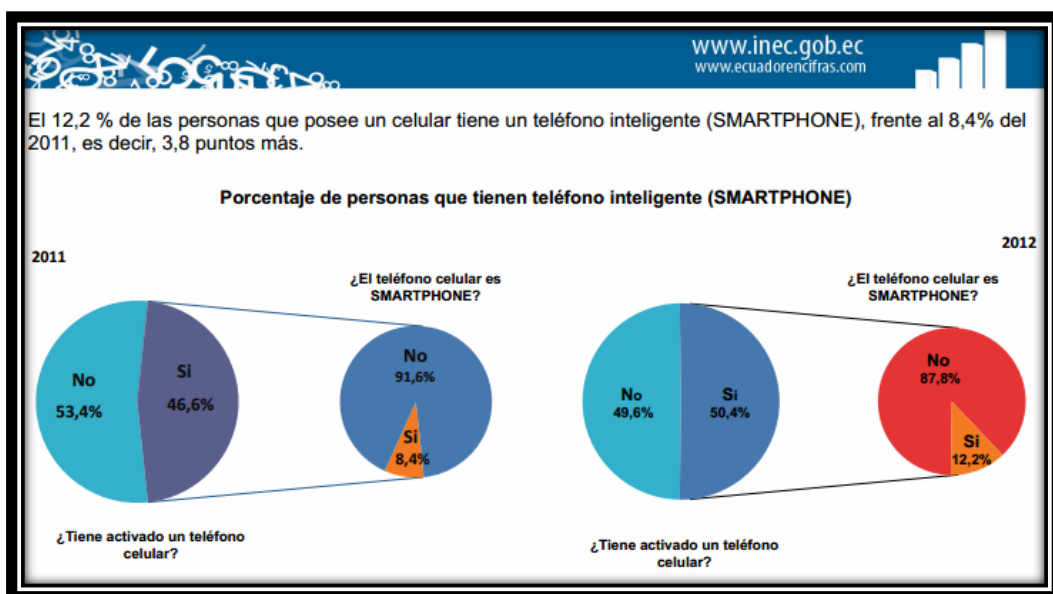 www.inec.gob.ec
www.ecuadorencifras.com
El 12,2 % de las personas que posee un celular tiene un teléfono inteligente (SMARTPHONE), frente al 8,4% del
2011, es decir, 3,8 puntos más.
Porcentaje de personas que tienen teléfono inteligente (SMARTPHONE)
2011
¿El teléfono celular es
SMARTPHONE?
No
53,4%
Si
46,6%
No
91,6%
Si
8,4%
¿Tiene activado un teléfono
celular?
2012
¿El teléfono celular es
SMARTPHONE?
No
49,6%
Si
50,4%
No
87,8%
Si
12,2%
¿Tiene activado un teléfono
celular?